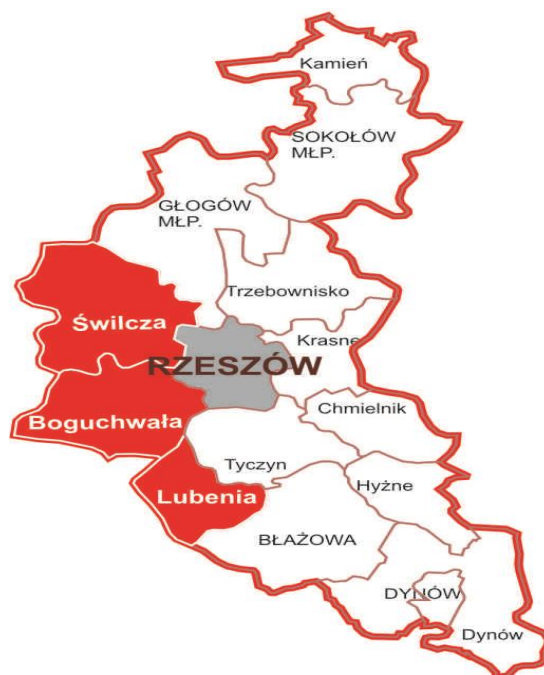 Kamień
SOKOŁÓW
MŁP.
GŁOGÓW
MŁP.
Trzebownisko
Świlcza
Krasne
RZESZÓW
Chmielnik
Boguchwała
Tyczyn
Hyżne
Lubenia
BŁAŻOWA
DYNÓW
Dynów